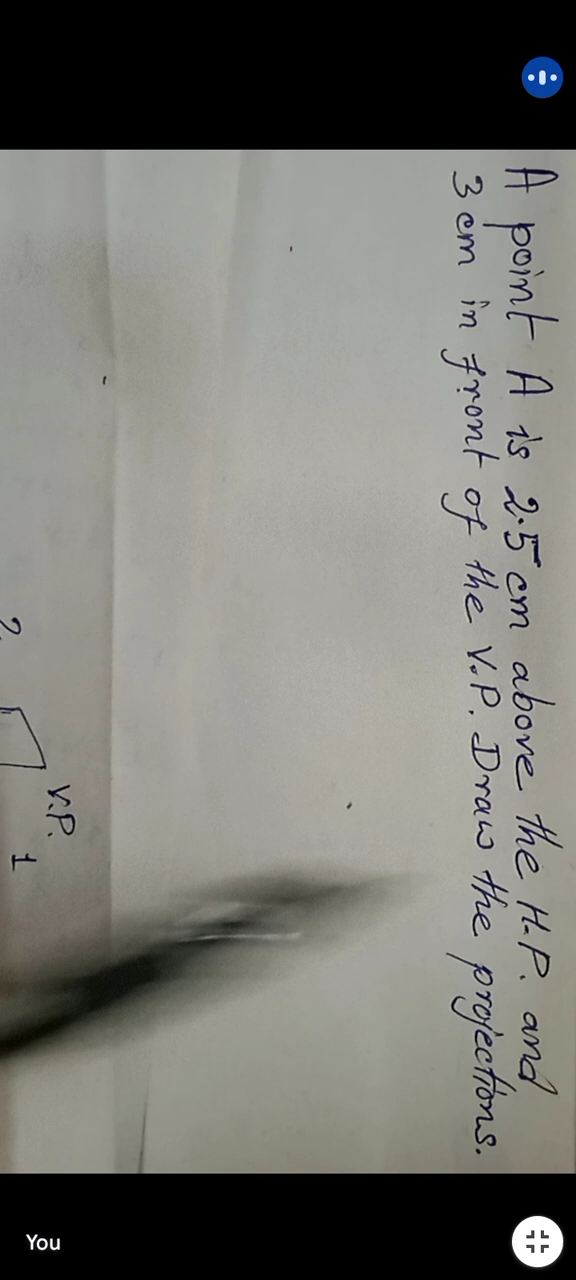 A point A is 2.5 cm above the H.P. and
3 cm in front of the V.P. Draw the projections.
V.P.
2
1
You